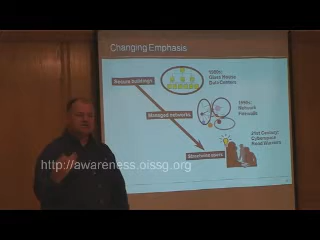 Changing Emphasis
Secure buildings
1980s:
Glass House
Data Centers
Managed networks
1990s:
Network
Firewalls
21st Century:
Cyberspace
Road Warriors
http://awareness.oissg.org